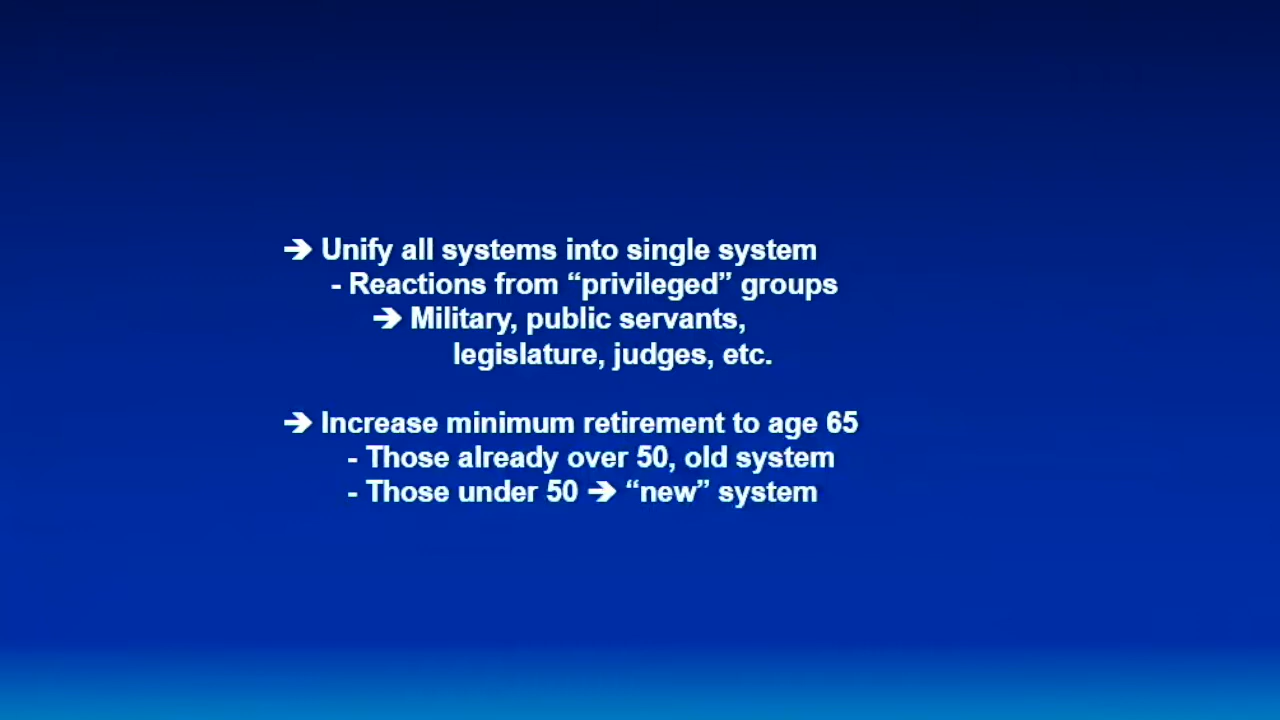 ➔ Unify all systems into single system
- Reactions from “privileged” groups
➔ Military, public servants,
legislature, judges, etc.
➔ Increase minimum retirement to age 65
- Those already over 50, old system
- Those under 50 ➔ “new” system